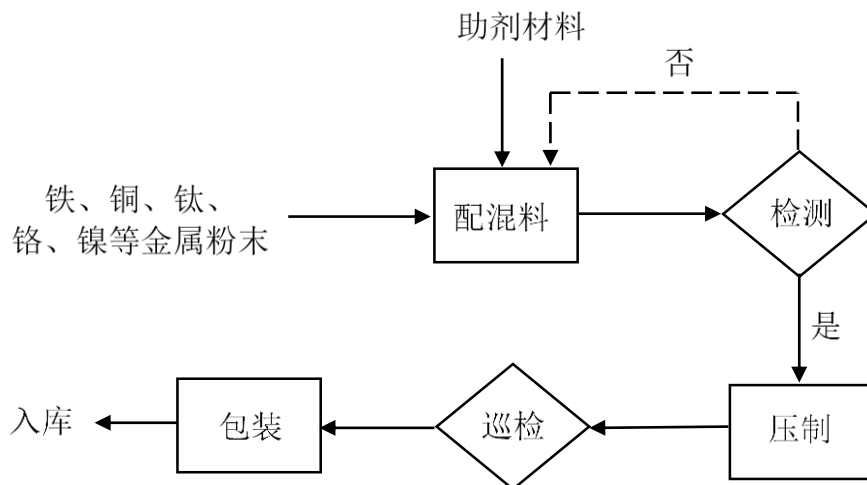 助剂材料
否
铁、铜、钛、
铬、镍等金属粉末
配混料
检测
是
入库
包装
巡检
压制